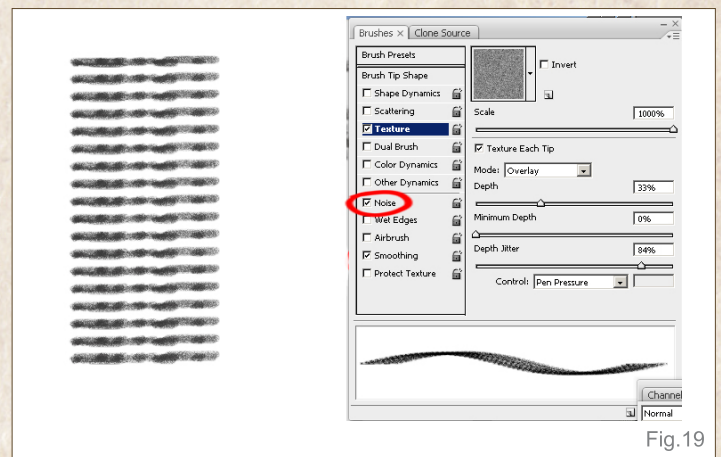 Brushes × Clone Source
Brush Presets
Brush Tip Shape
Shape Dynamics
Scattering
Texture
Dual Brush
Color Dynamics
Other Dynamics
Noise
Wet Edges
Airbrush
Smoothing
Protect Texture
Invert
Scale 1000%
Texture Each Tip
Mode: Overlay
Depth 33%
Minimum Depth 0%
Depth Jitter 84%
Control: Pen Pressure
Channel
Normal
Fig.19